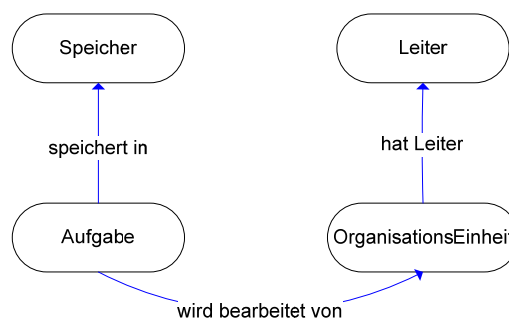 Speicher
Leiter
speichert in
hat Leiter
Aufgabe
OrganisationsEinheit
wird bearbeitet von